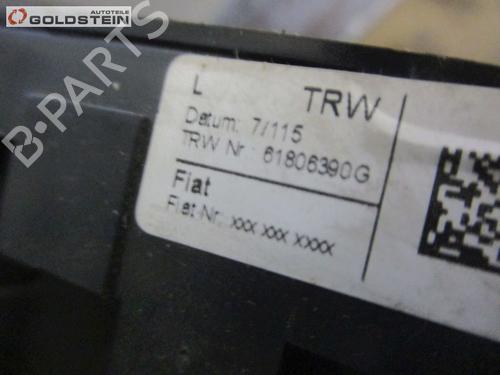 AUTOTEILE
GOLDSTEIN
L TRW
Datum: 7/115
TRW Nr 61806390G
Fiat
Fiat Nr. xxx xxx xxxx
B-PARTS